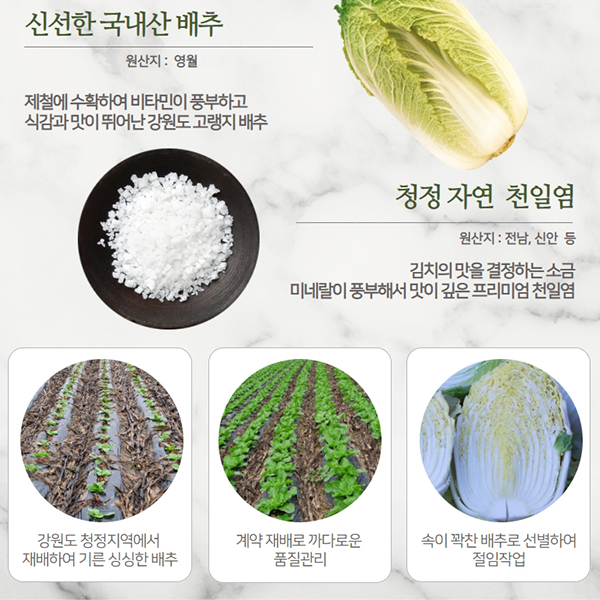 신선한 국내산 배추
원산지 : 영월
제철에 수확하여 비타민이 풍부하고
식감과 맛이 뛰어난 강원도 고랭지 배추
청정 자연 천일염
원산지 : 전남, 신안 등
김치의 맛을 결정하는 소금
미네랄이 풍부해서 맛이 깊은 프리미엄 천일염
강원도 청정지역에서
재배하여 기른 싱싱한 배추
계약 재배로 까다로운
품질관리
속이 꽉찬 배추로 선별하여
절임작업